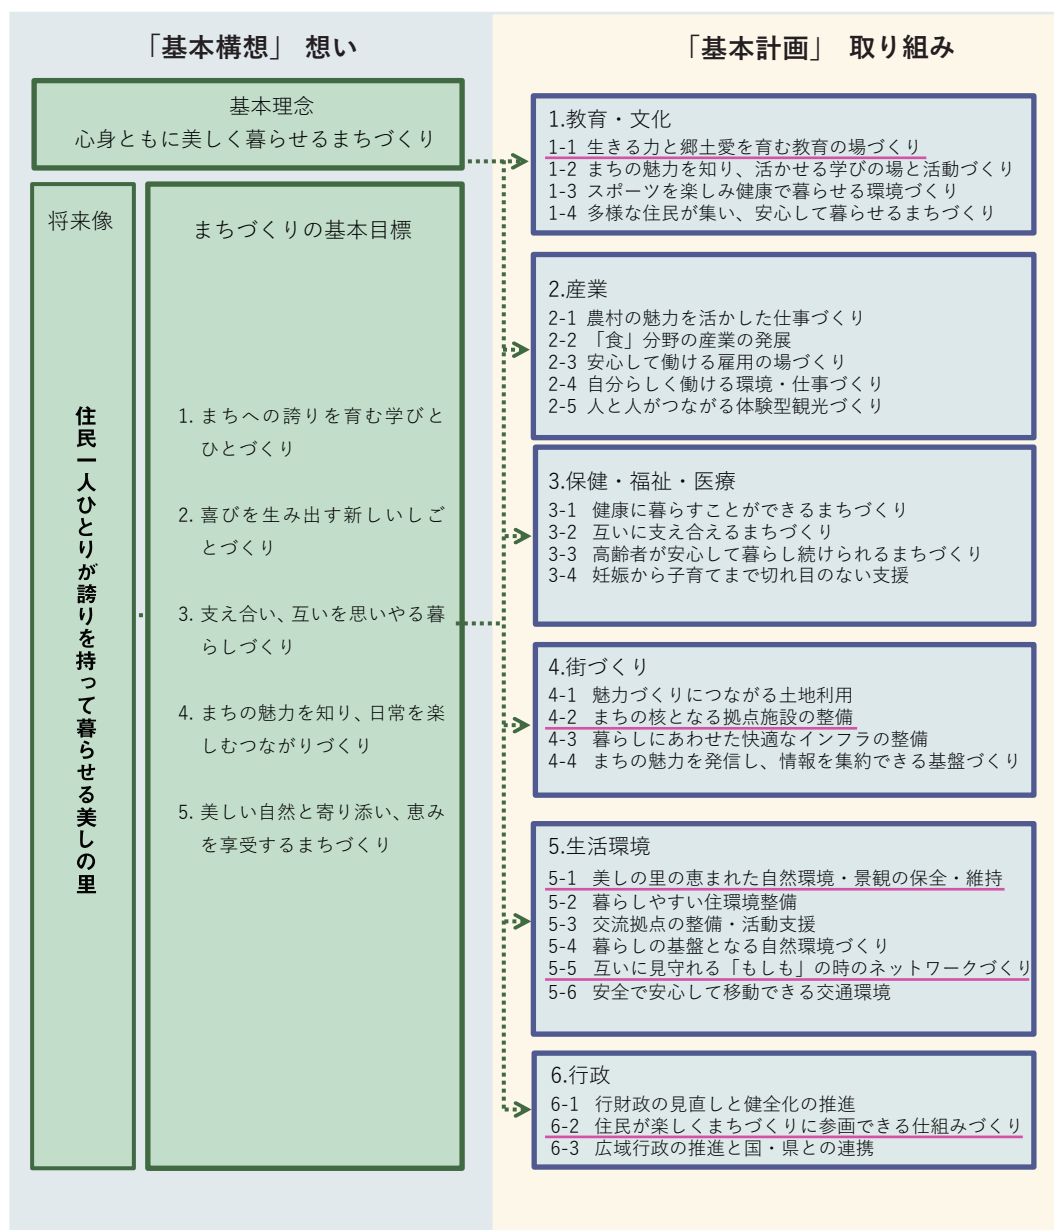 「基本構想」 想い
基本理念
心身ともに美しく暮らせるまちづくり
将来像
住民一人ひとりが誇りを持って暮らせる美しの里
まちづくりの基本目標
1. まちへの誇りを育む学びと
ひとづくり
2. 喜びを生み出す新しいしご
とづくり
3. 支え合い、互いを思いやる暮
らしづくり
4. まちの魅力を知り、日常を楽
しむつながりづくり
5. 美しい自然と寄り添い、恵み
を享受するまちづくり
「基本計画」 取り組み
1.教育・文化
1-1 生きる力と郷土愛を育む教育の場づくり
1-2 まちの魅力を知り、活かせる学びの場と活動づくり
1-3 スポーツを楽しみ健康で暮らせる環境づくり
1-4 多様な住民が集い、安心して暮らせるまちづくり
2.産業
2-1 農村の魅力を活かした仕事づくり
2-2 「食」分野の産業の発展
2-3 安心して働ける雇用の場づくり
2-4 自分らしく働ける環境・仕事づくり
2-5 人と人がつながる体験型観光づくり
3.保健・福祉・医療
3-1 健康に暮らすことができるまちづくり
3-2 互いに支え合えるまちづくり
3-3 高齢者が安心して暮らし続けられるまちづくり
3-4 妊娠から子育てまで切れ目のない支援
4.街づくり
4-1 魅力づくりにつながる土地利用
4-2 まちの核となる拠点施設の整備
4-3 暮らしにあわせた快適なインフラの整備
4-4 まちの魅力を発信し、情報を集約できる基盤づくり
5.生活環境
5-1 美しの里の恵まれた自然環境・景観の保全・維持
5-2 暮らしやすい住環境整備
5-3 交流拠点の整備・活動支援
5-4 暮らしの基盤となる自然環境づくり
5-5 互いに見守れる「もしも」の時のネットワークづくり
5-6 安全で安心して移動できる交通環境
6.行政
6-1 行財政の見直しと健全化の推進
6-2 住民が楽しくまちづくりに参画できる仕組みづくり
6-3 広域行政の推進と国・県との連携